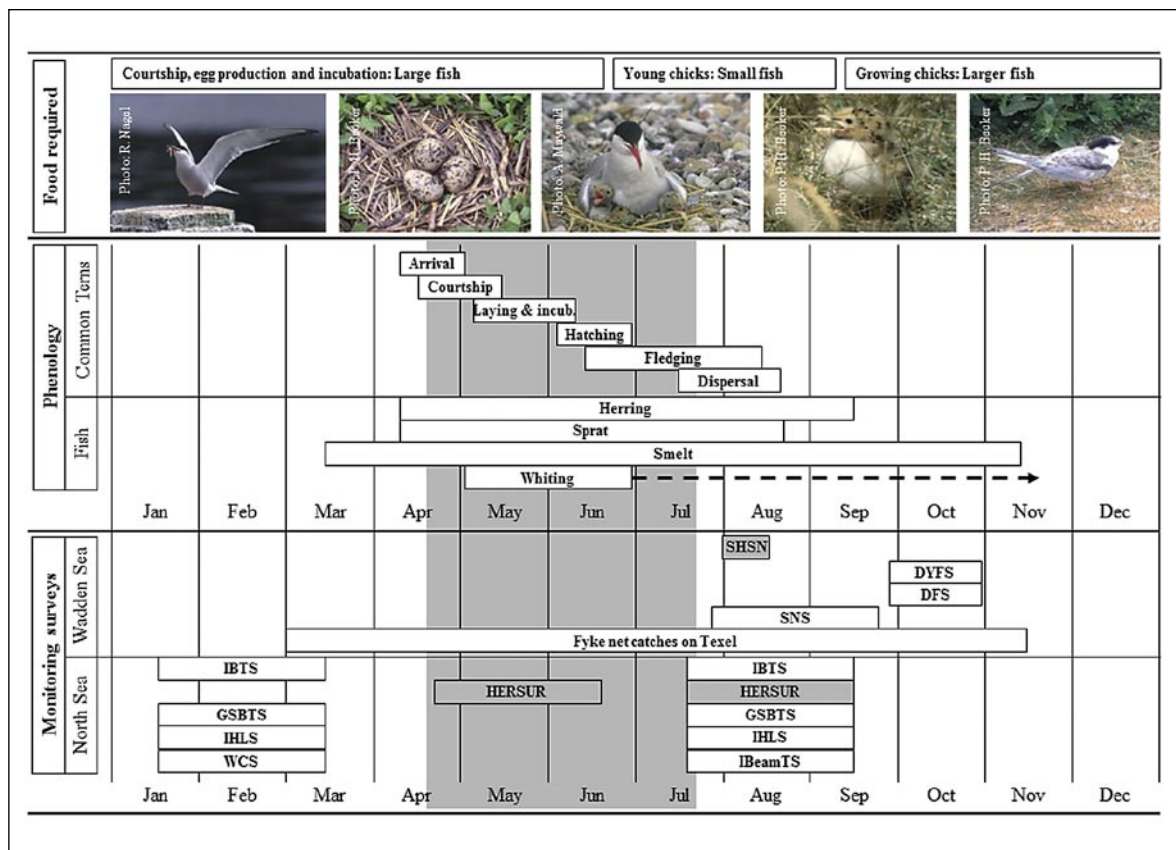 Food required
Courtship, egg production and incubation: Large fish
Young chicks: Small fish
Growing chicks: Larger fish
Photo: R. Nagel
Photo: P.H. Becker
Photo: A. Maywald
Photo: P.H. Becker
Photo: P.H. Becker
Phenology
Common Terns
Arrival
Courtship
Laying & incub.
Hatching
Fledging
Dispersal
Fish
Herring
Sprat
Smelt
Whiting
Jan Feb Mar Apr May Jun Jul Aug Sep Oct Nov Dec
Monitoring surveys
Wadden Sea
SHSN
DYFS
DFS
SNS
Fyke net catches on Texel
North Sea
IBTS IBTS
HERSUR HERSUR
GSBTS GSBTS
IHLS IHLS
WCS IBeamTS
Jan Feb Mar Apr May Jun Jul Aug Sep Oct Nov Dec